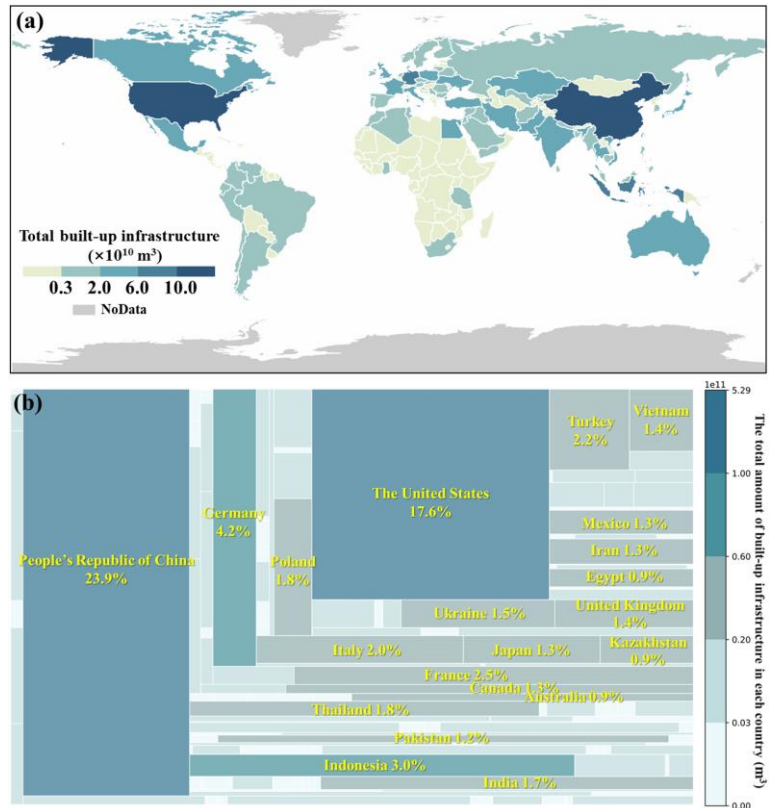 (a)
Total built-up infrastructure
(×10¹⁰ m³)
0.3 2.0 6.0 10.0
NoData
(b)
People's Republic of China
23.9%
Germany
4.2%
Poland
1.8%
The United States
17.6%
Turkey
2.2%
Vietnam
1.4%
Mexico 1.3%
Iran 1.3%
Egypt 0.9%
Ukraine 1.5%
United Kingdom
1.4%
Italy 2.0%
Japan 1.3%
Kazakhstan
0.9%
France 2.5%
Canada 1.3%
Australia 0.9%
Thailand 1.8%
Pakistan 1.2%
Indonesia 3.0%
India 1.7%
1e11
5.29
1.00
0.60
0.20
0.03
0.00
The total amount of built-up infrastructure in each country (m³)